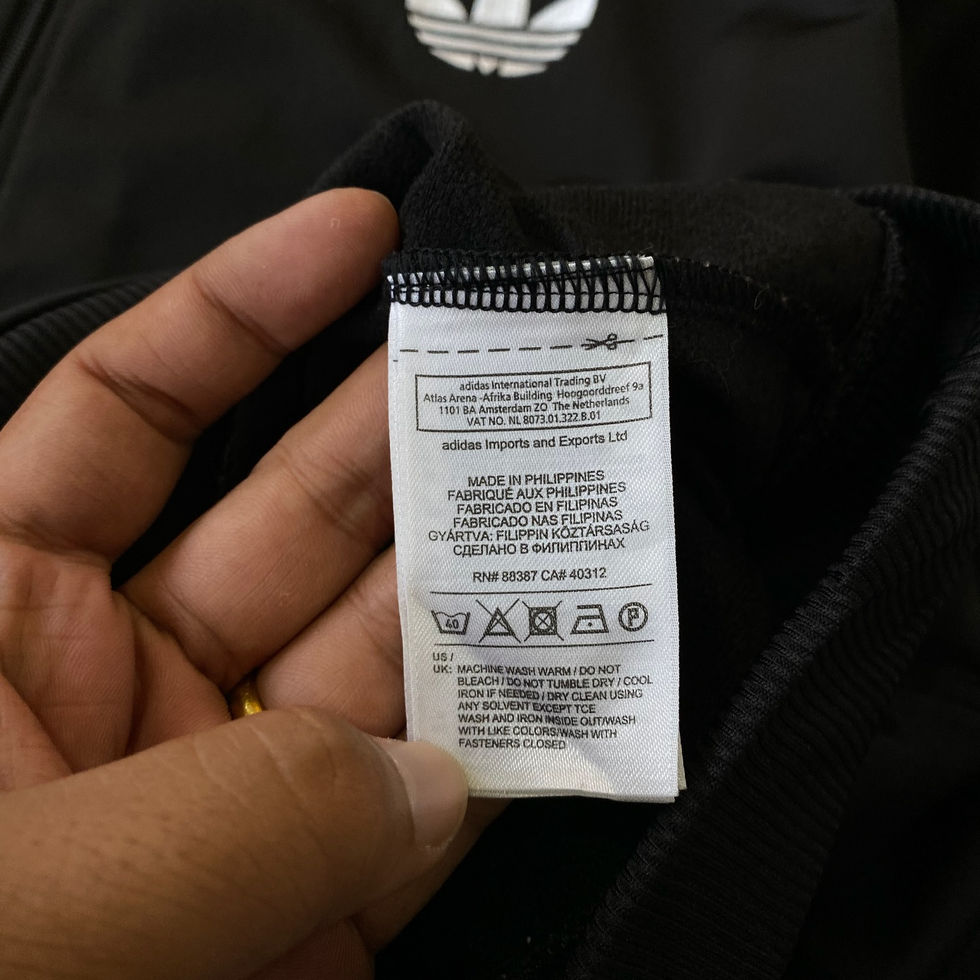 adidas International Trading BV
Atlas Arena -Afrika Building Hoogoorddreef 9a
1101 BA Amsterdam ZO The Netherlands
VAT NO. NL 8073.01.322.B.01
adidas Imports and Exports Ltd
MADE IN PHILIPPINES
FABRIQUÉ AUX PHILIPPINES
FABRICADO EN FILIPINAS
FABRICADO NAS FILIPINAS
GYÁRTVA: FILIPPIN KÖZTÁRSASÁG
СДЕЛАНО В ФИЛИППИНАХ
RN# 88387 CA# 40312
40 P
US /
UK: MACHINE WASH WARM / DO NOT
BLEACH / DO NOT TUMBLE DRY / COOL
IRON IF NEEDED / DRY CLEAN USING
ANY SOLVENT EXCEPT TCE
WASH AND IRON INSIDE OUT/WASH
WITH LIKE COLORS/WASH WITH
FASTENERS CLOSED